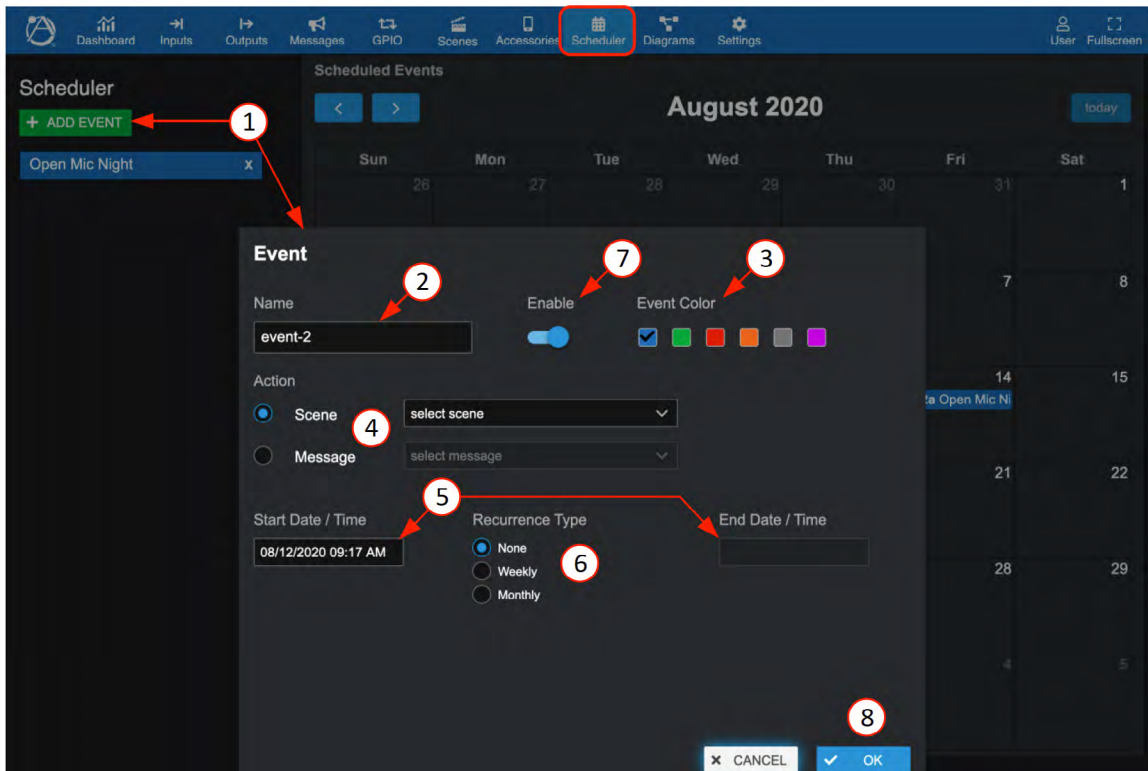 Dashboard Inputs Outputs Messages GPIO Scenes Accessories Scheduler Diagrams Settings User Fullscreen
Scheduler
+ ADD EVENT
Open Mic Night x
1
Scheduled Events
< > August 2020 today
Sun Mon Tue Wed Thu Fri Sat
26 27 28 29 30 31 1
7 8
14 15
2a Open Mic Ni
21 22
28 29
4 5
Event
2
7
3
Name Enable Event Color
event-2
Action
Scene select scene
4
Message select message
5
Start Date / Time Recurrence Type End Date / Time
08/12/2020 09:17 AM
None
Weekly
6
Monthly
8
X CANCEL OK